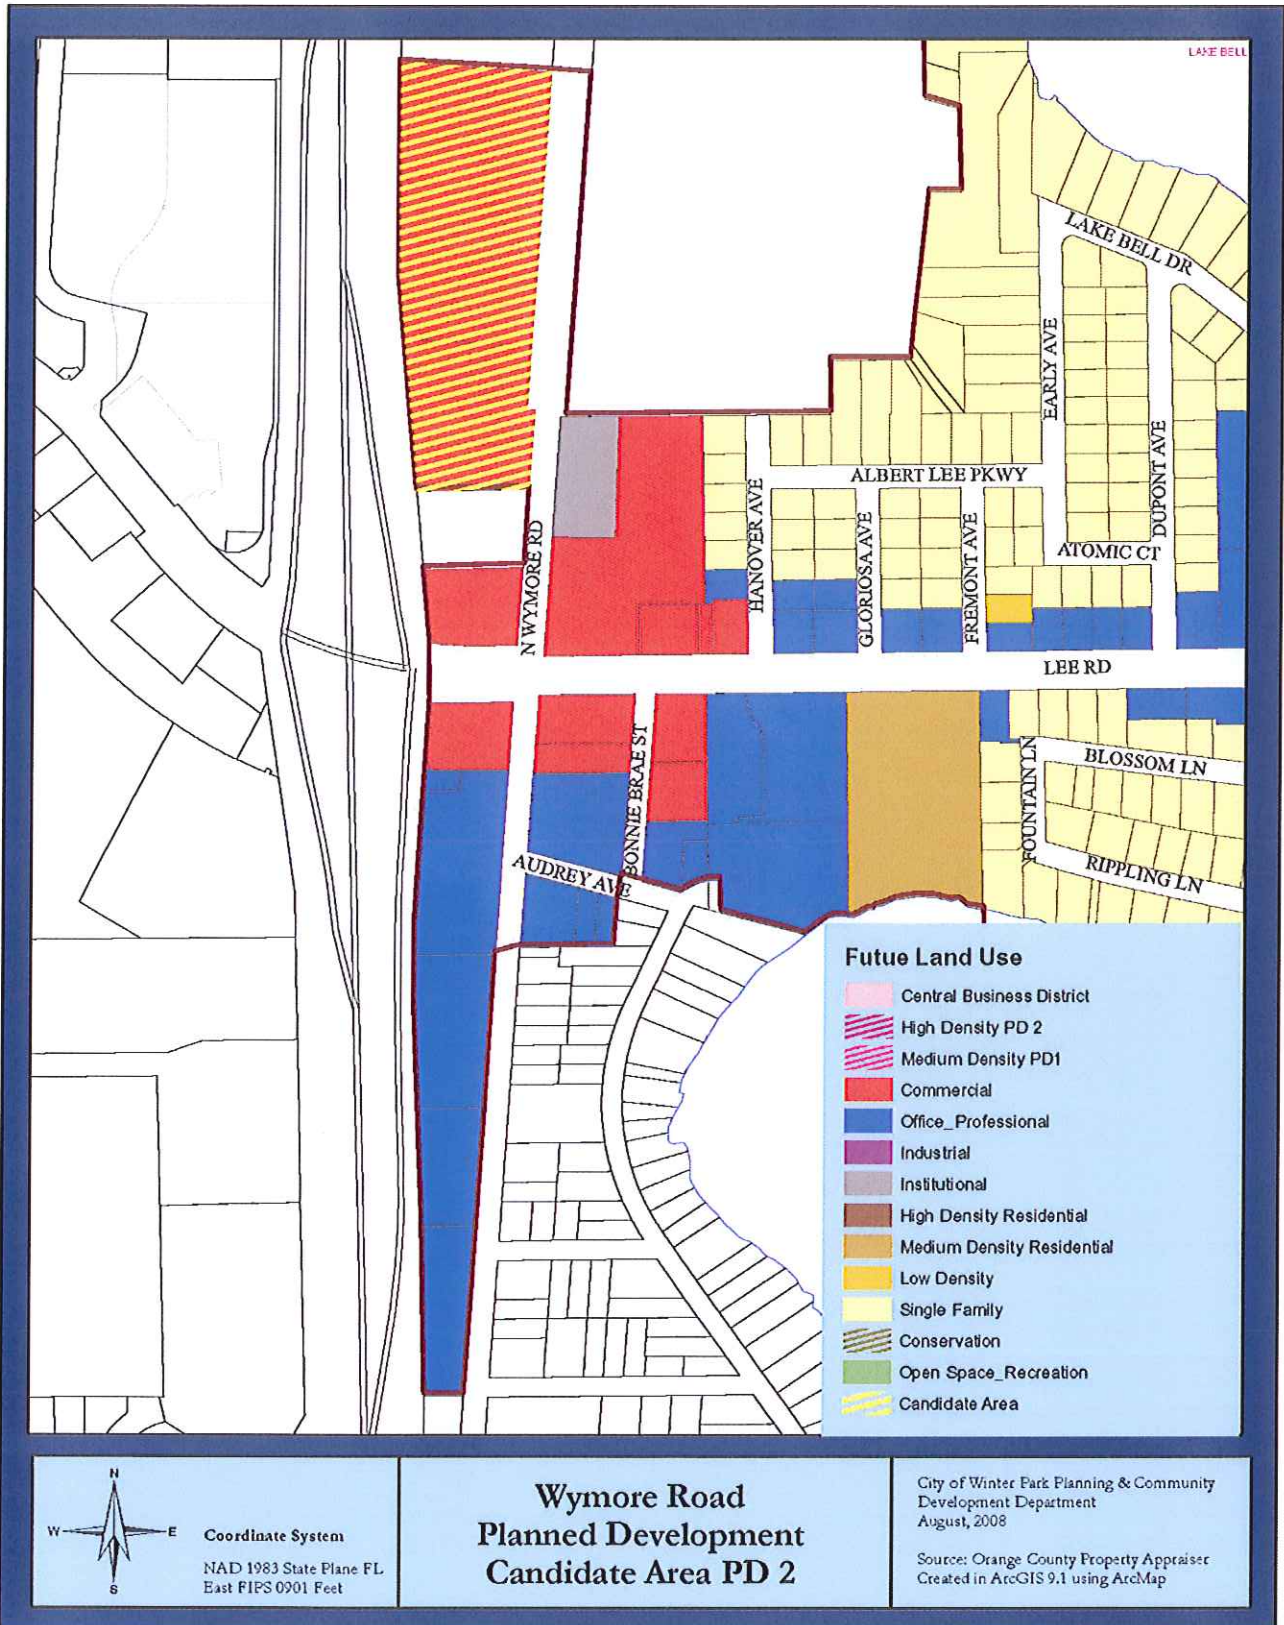 LAKE BELL
LAKE BELL DR
EARLY AVE
DUPONT AVE
ALBERT LEE PKWY
HANOVER AVE
GLORIOSA AVE
FREMONT AVE
ATOMIC CT
N WYMORE RD
LEE RD
BONNIE BRAE ST
FOUNTAIN LN
BLOSSOM LN
AUDREY AVE
RIPPLING LN
Futue Land Use
Central Business District
High Density PD 2
Medium Density PD1
Commercial
Office_Professional
Industrial
Institutional
High Density Residential
Medium Density Residential
Low Density
Single Family
Conservation
Open Space_Recreation
Candidate Area
N
W
E
S
Coordinate System
NAD 1983 State Plane FL
East FIPS 0901 Feet
Wymore Road
Planned Development
Candidate Area PD 2
City of Winter Park Planning & Community
Development Department
August, 2008
Source: Orange County Property Appraiser
Created in ArcGIS 9.1 using ArcMap